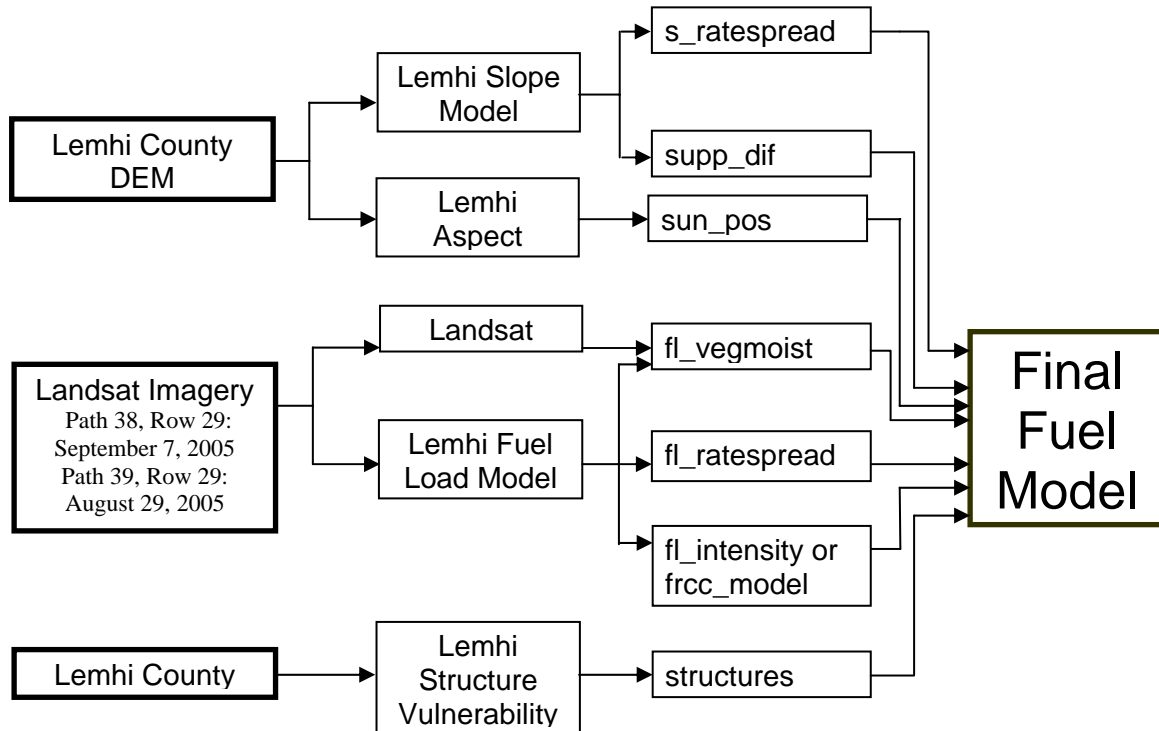 Lemhi County
DEM
Lemhi Slope
Model
Lemhi
Aspect
s_ratespread
supp_dif
sun_pos
Landsat Imagery
Path 38, Row 29:
September 7, 2005
Path 39, Row 29:
August 29, 2005
Landsat
Lemhi Fuel
Load Model
fl_vegmoist
fl_ratespread
fl_intensity or
frcc_model
Lemhi County
Lemhi
Structure
Vulnerability
structures
Final
Fuel
Model